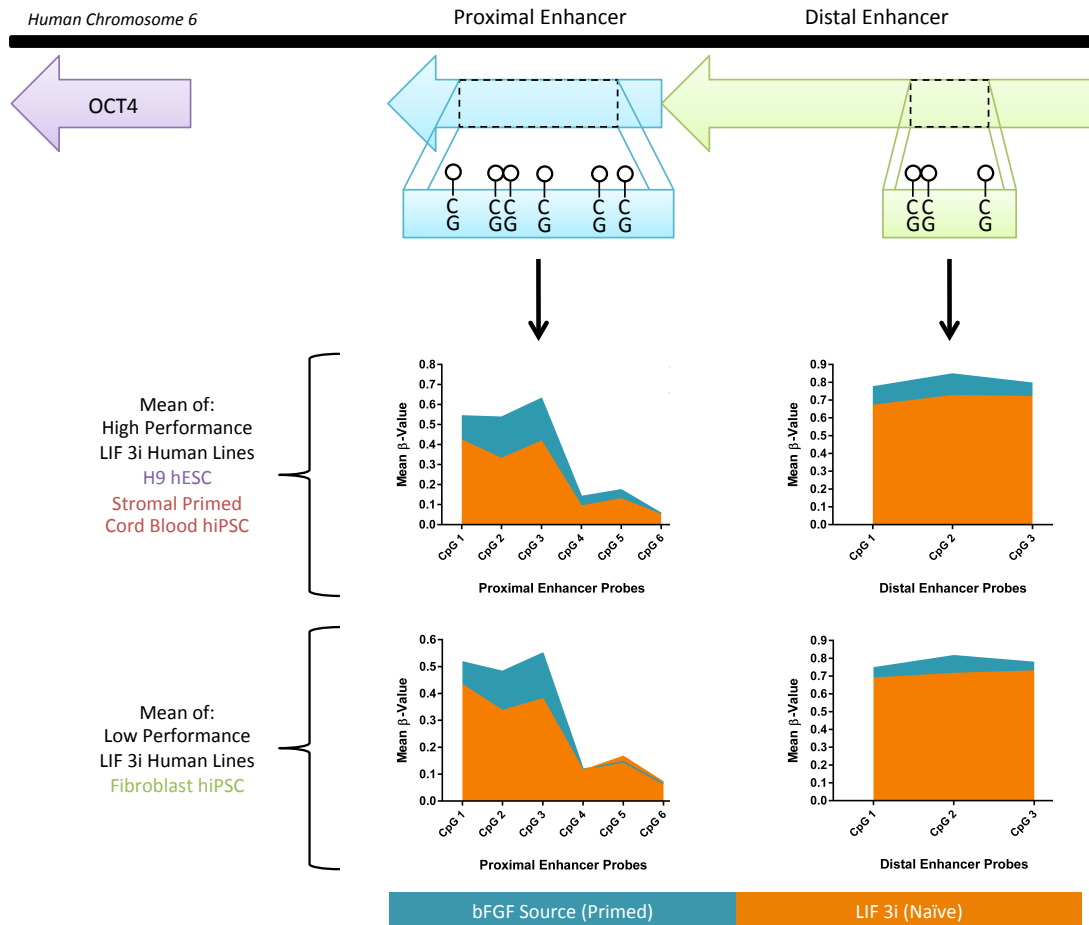 Human Chromosome 6
Proximal Enhancer
Distal Enhancer
OCT4
C C C C C C
G G G G G G
C C C
G G G
Mean of:
High Performance
LIF 3i Human Lines
H9 hESC
Stromal Primed
Cord Blood hiPSC
Mean β-Value
0.8
0.7
0.6
0.5
0.4
0.3
0.2
0.1
0.0
CpG 1
CpG 2
CpG 3
CpG 4
CpG 5
CpG 6
Proximal Enhancer Probes
Mean β-Value
0.9
0.8
0.7
0.6
0.5
0.4
0.3
0.2
0.1
0.0
CpG 1
CpG 2
CpG 3
Distal Enhancer Probes
Mean of:
Low Performance
LIF 3i Human Lines
Fibroblast hiPSC
Mean β-Value
0.6
0.5
0.4
0.3
0.2
0.1
0.0
CpG 1
CpG 2
CpG 3
CpG 4
CpG 5
CpG 6
Proximal Enhancer Probes
Mean β-Value
0.9
0.8
0.7
0.6
0.5
0.4
0.3
0.2
0.1
0.0
CpG 1
CpG 2
CpG 3
Distal Enhancer Probes
bFGF Source (Primed)
LIF 3i (Naïve)